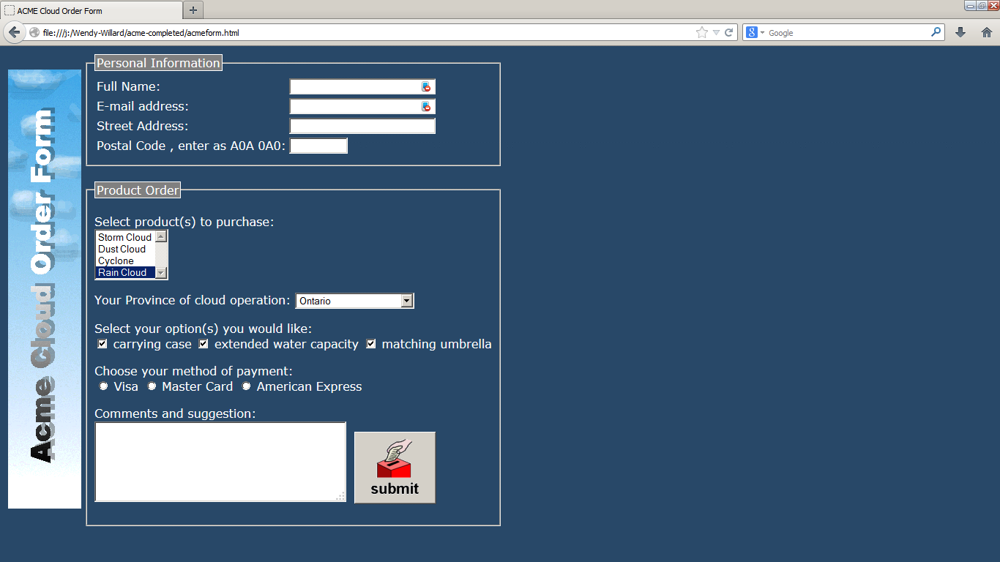 ACME Cloud Order Form
file:///j:/Wendy-Willard/acme-completed/acmeform.html
Google
Acme Cloud Order Form
Personal Information
Full Name:
E-mail address:
Street Address:
Postal Code , enter as A0A 0A0:
Product Order
Select product(s) to purchase:
Storm Cloud
Dust Cloud
Cyclone
Rain Cloud
Your Province of cloud operation: Ontario
Select your option(s) you would like:
carrying case extended water capacity matching umbrella
Choose your method of payment:
Visa Master Card American Express
Comments and suggestion:
submit